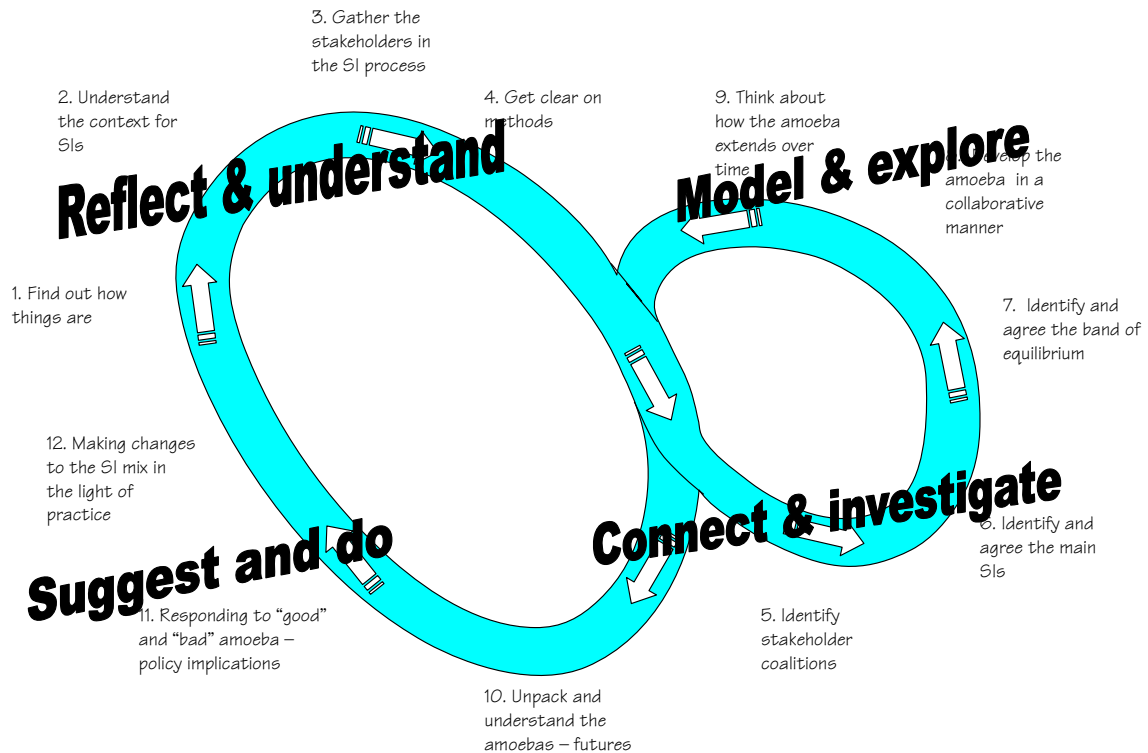 3. Gather the
stakeholders in
the SI process
2. Understand
the context for
SIs
4. Get clear on
methods
9. Think about
how the amoeba
extends over
time
Reflect & understand
Model & explore
8. Develop the
amoeba in a
collaborative
manner
1. Find out how
things are
7. Identify and
agree the band of
equilibrium
12. Making changes
to the SI mix in
the light of
practice
Suggest and do
Connect & investigate
6. Identify and
agree the main
SIs
11. Responding to “good”
and “bad” amoeba –
policy implications
5. Identify
stakeholder
coalitions
10. Unpack and
understand the
amoebas – futures